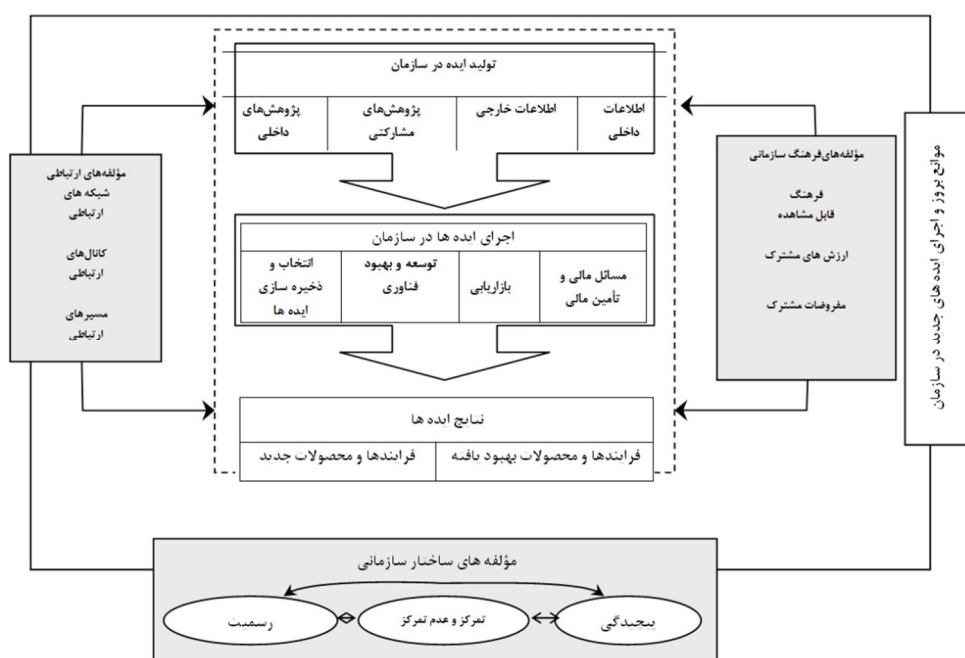 تولید ایده در سازمان
اطلاعات
داخلی
اطلاعات خارجی
پژوهش‌های
مشارکتی
پژوهش‌های
داخلی
مؤلفه‌های فرهنگ سازمانی
فرهنگ
قابل مشاهده
ارزش های مشترک
مفروضات مشترک
موانع بروز و اجرای ایده های جدید در سازمان
مؤلفه‌های ارتباطی
شبکه های
ارتباطی
کانال‌های
ارتباطی
مسیرهای
ارتباطی
اجرای ایده ها در سازمان
مسائل مالی و
تأمین مالی
بازاریابی
توسعه و بهبود
فناوری
انتخاب و
ذخیره سازی
ایده ها
نتایج ایده ها
فرایندها و محصولات بهبود یافته
فرایندها و محصولات جدید
مؤلفه های ساختار سازمانی
پیچیدگی
تمرکز و عدم تمرکز
رسمیت